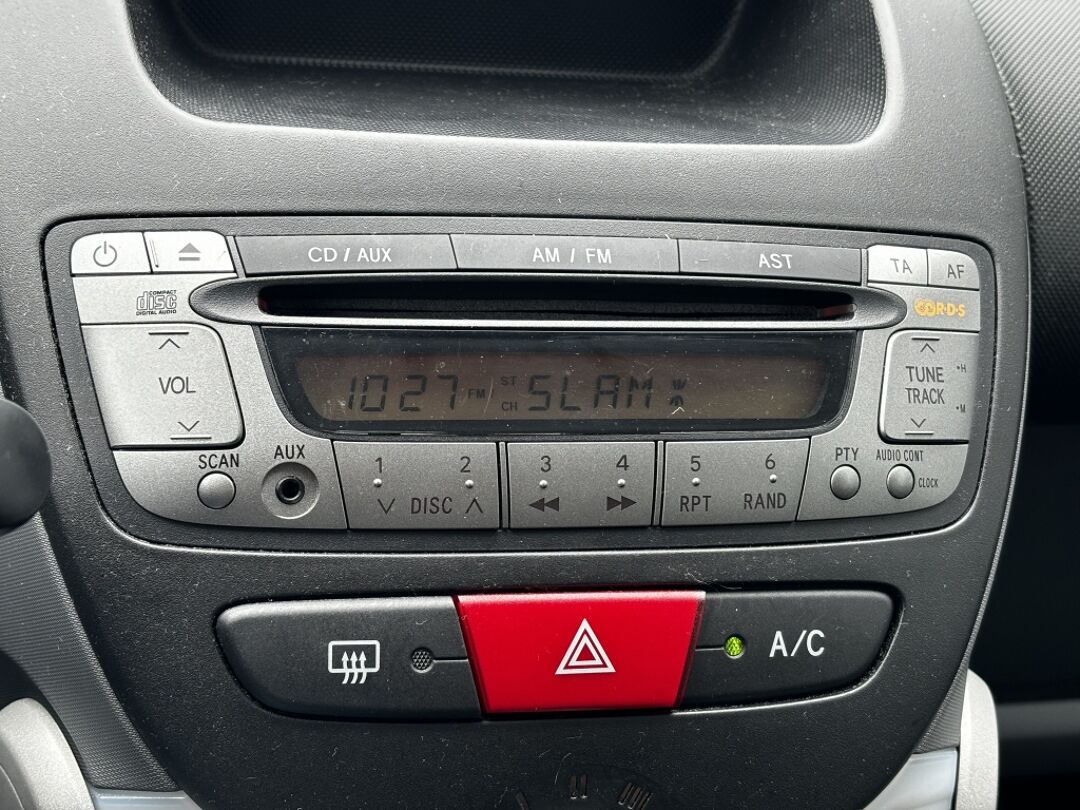 CD / AUX AM / FM AST TA AF
COMPACT disc DIGITAL AUDIO R·D·S
VOL 1027 FM ST CH SLAM TUNE TRACK H M
SCAN AUX 1 2 3 4 5 6 PTY AUDIO CONT
DISC RPT RAND CLOCK
A/C